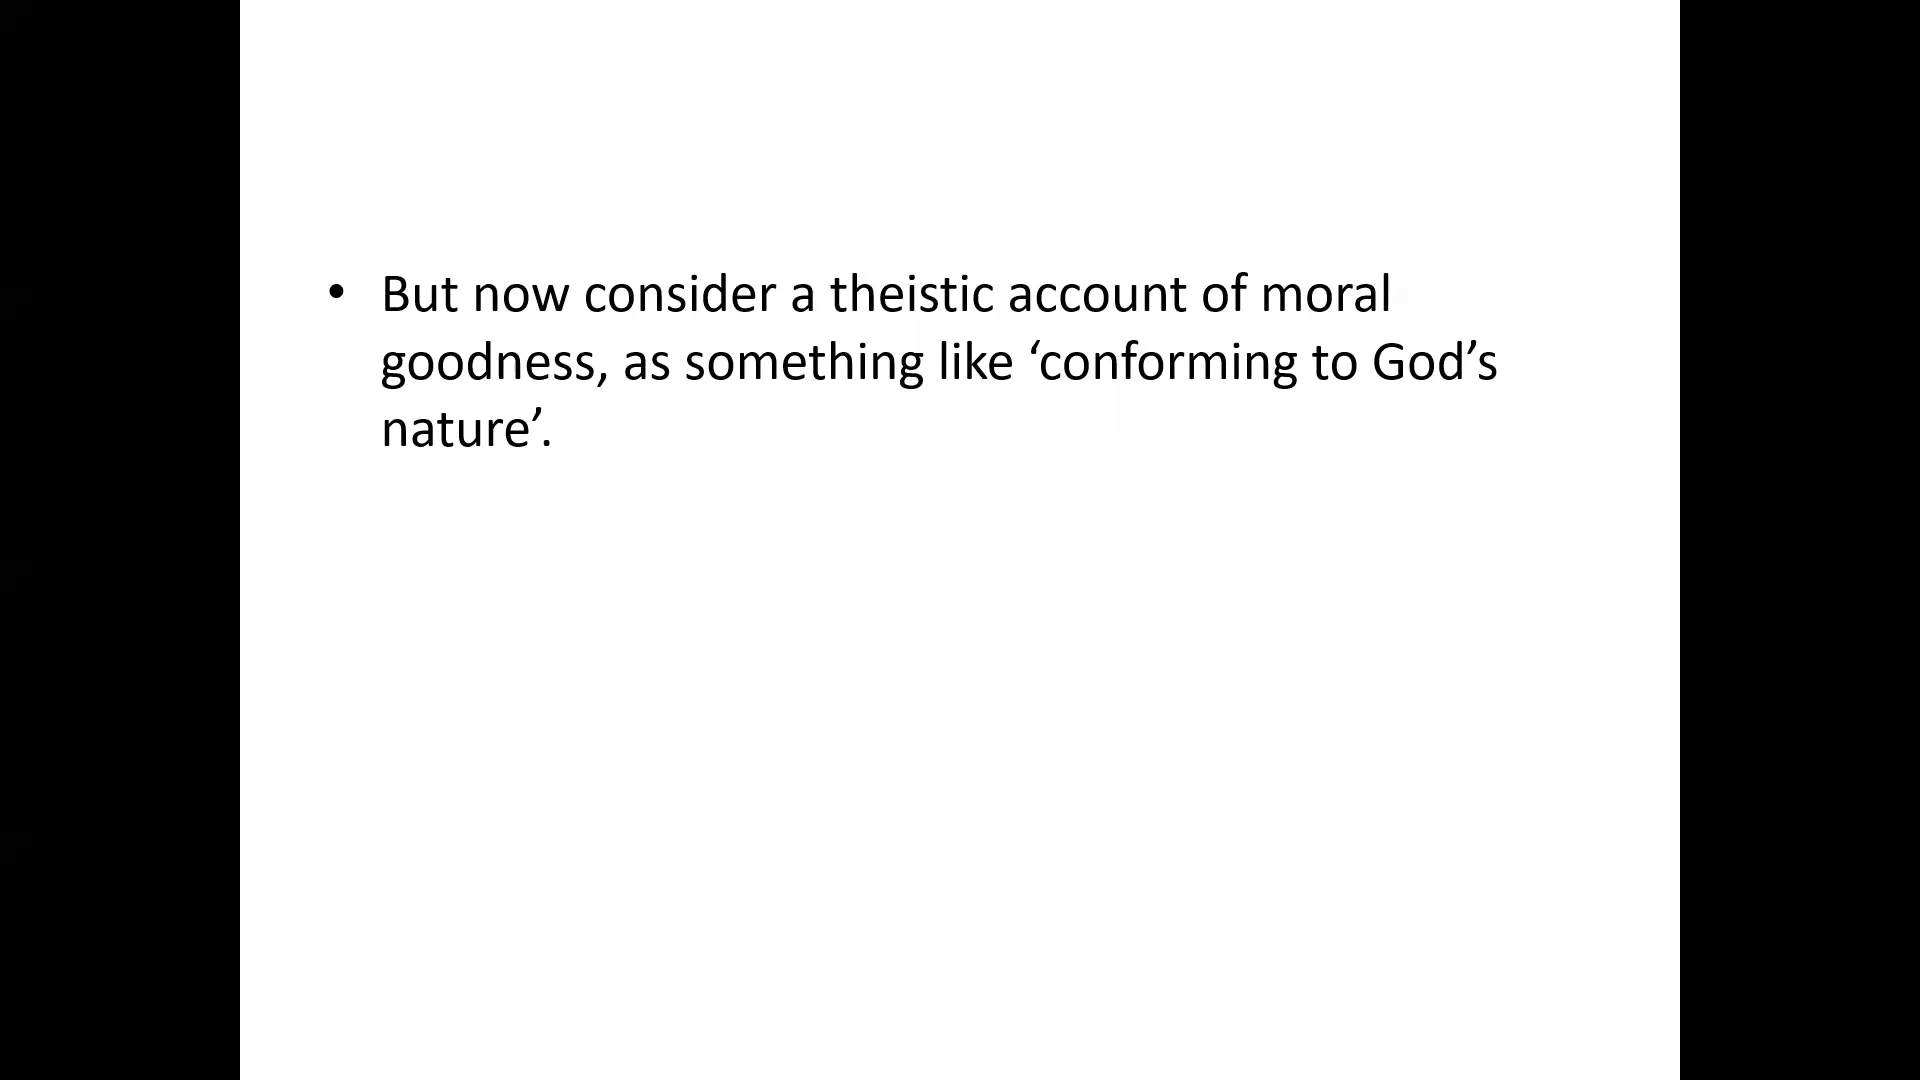 • But now consider a theistic account of moral
goodness, as something like ‘conforming to God’s
nature’.